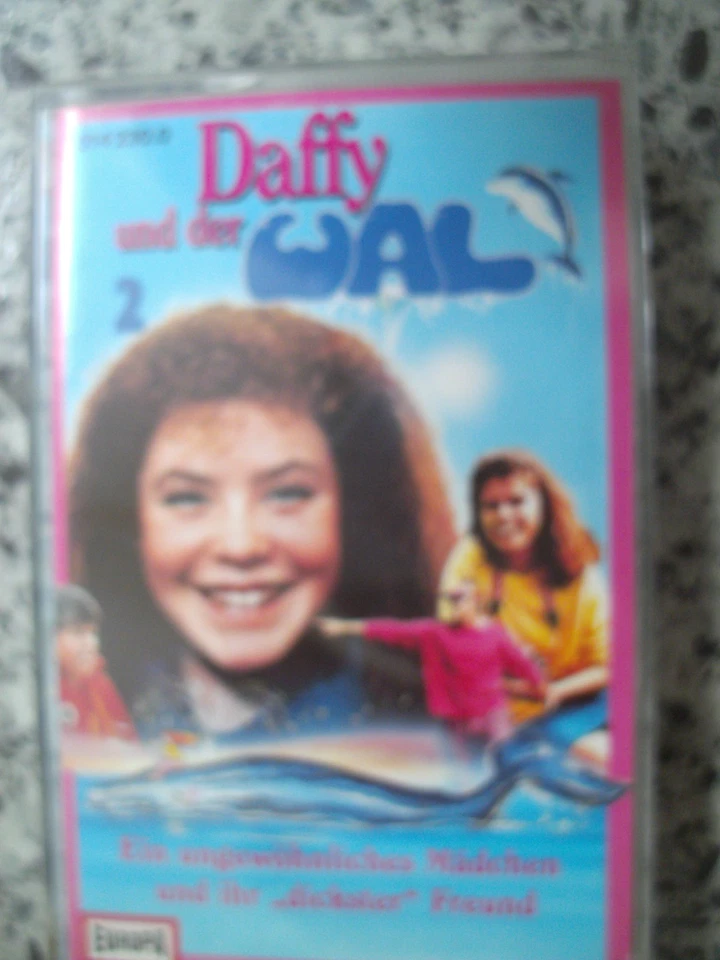 Daffy
und der WAL
2
Ein ungewöhnliches Mädchen
und ihr „dickster“ Freund
EUROPA